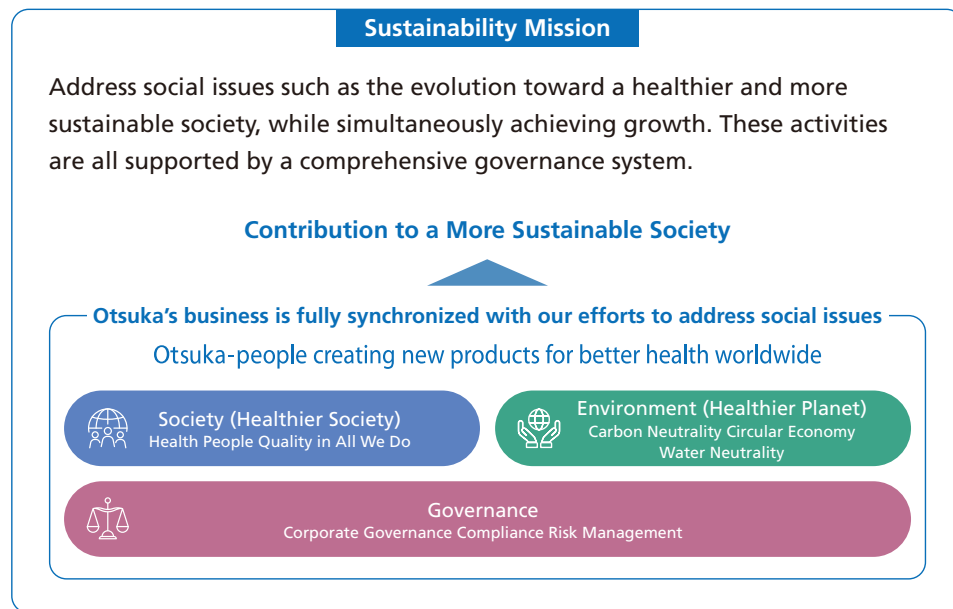 Sustainability Mission
Address social issues such as the evolution toward a healthier and more
sustainable society, while simultaneously achieving growth. These activities
are all supported by a comprehensive governance system.
Contribution to a More Sustainable Society
Otsuka’s business is fully synchronized with our efforts to address social issues
Otsuka-people creating new products for better health worldwide
Society (Healthier Society)
Health People Quality in All We Do
Environment (Healthier Planet)
Carbon Neutrality Circular Economy
Water Neutrality
Governance
Corporate Governance Compliance Risk Management